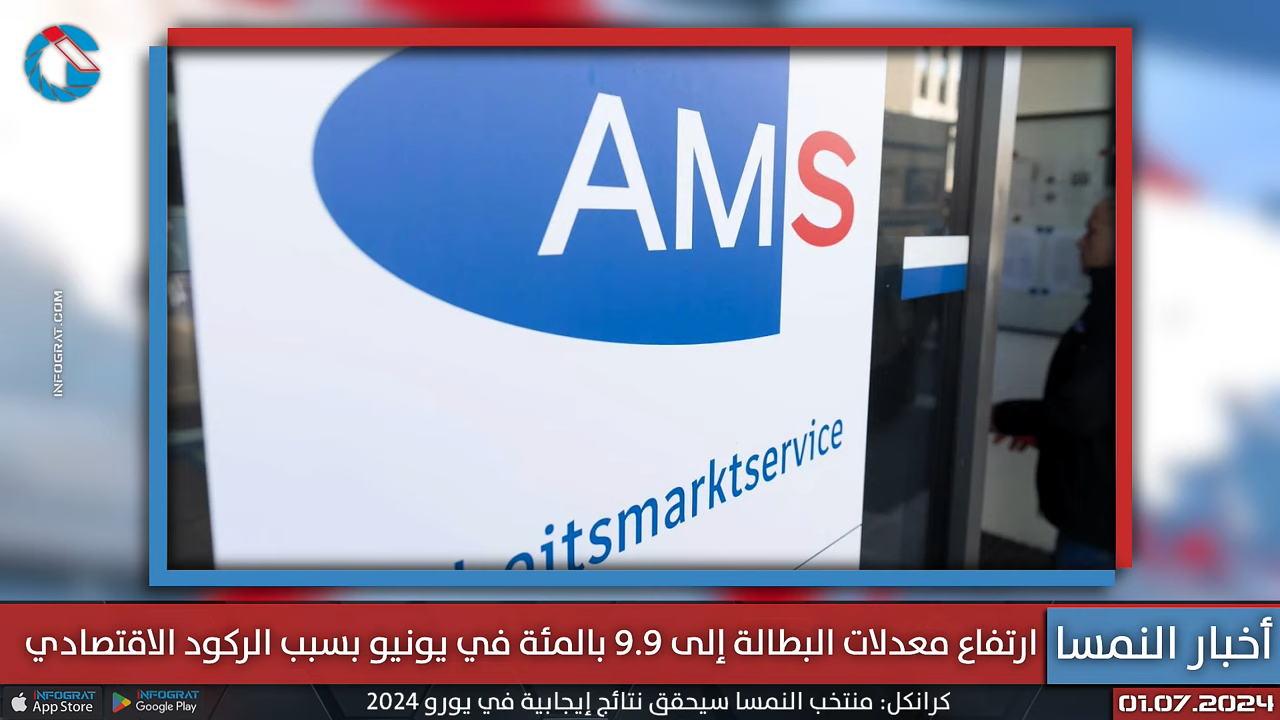 AMS
eitsmarktservice
INFOGRAT.COM
أخبار النمسا
ارتفاع معدلات البطالة إلى 9.9 بالمئة في يونيو بسبب الركود الاقتصادي
01.07.2024
كرانكل: منتخب النمسا سيحقق نتائج إيجابية في يورو 2024
INFOGRAT
App Store
INFOGRAT
Google Play